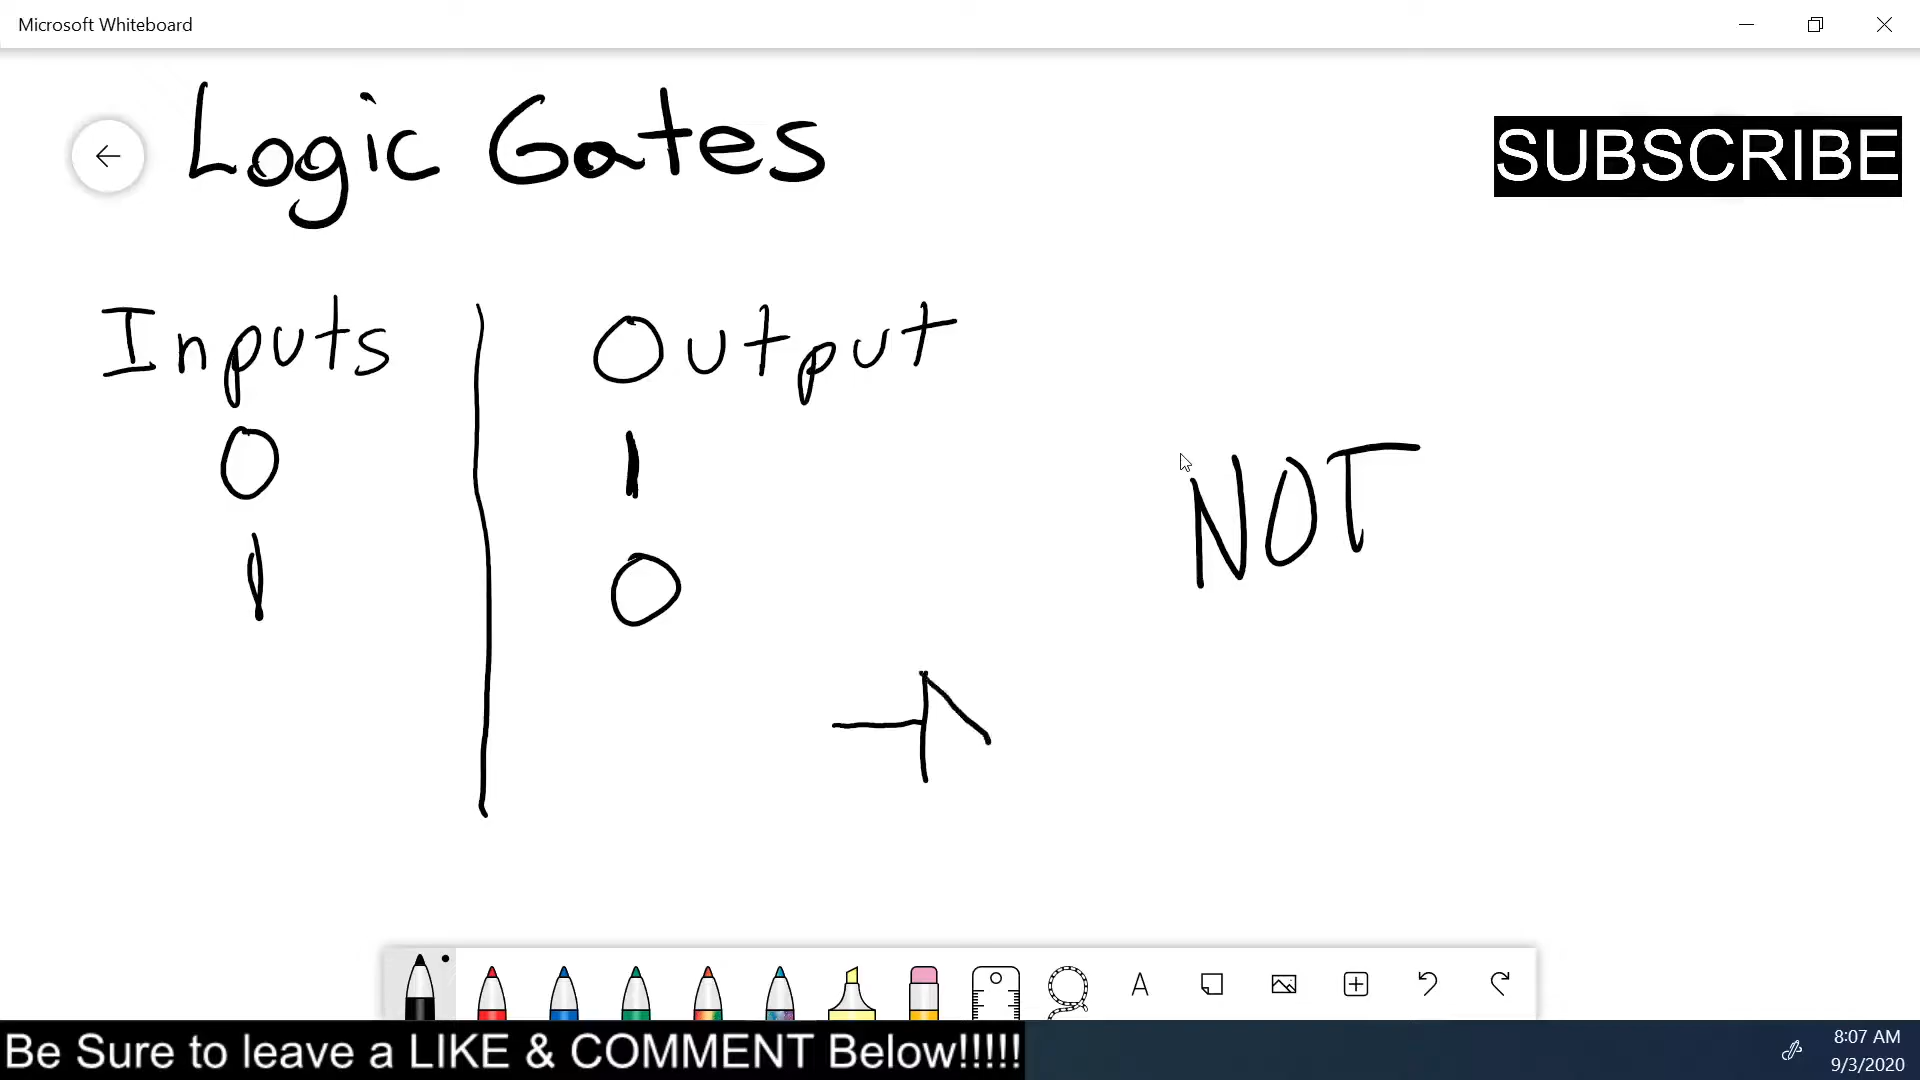 Microsoft Whiteboard
Logic Gates
SUBSCRIBE
Inputs Output
0 1
NOT
1 0
A
Be Sure to leave a LIKE & COMMENT Below!!!!!
8:07 AM
9/3/2020